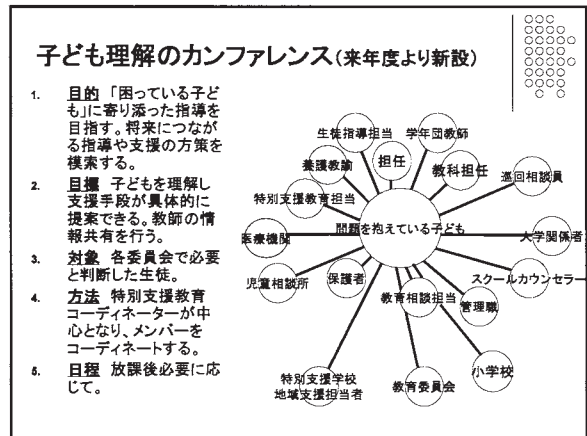 子ども理解のカンファレンス(来年度より新設)
1. 目的 「困っている子ど
も」に寄り添った指導を
目指す。将来につなが
る指導や支援の方策を
模索する。
2. 目標 子どもを理解し
支援手段が具体的に
提案できる。教師の情
報共有を行う。
3. 対象 各委員会で必要
と判断した生徒。
4. 方法 特別支援教育
コーディネーターが中
心となり、メンバーを
コーディネートする。
5. 日程 放課後必要に応
じて。
生徒指導担当
学年団教師
養護教諭
担任
教科担任
巡回相談員
特別支援教育担当
問題を抱えている子ども
医療機関
大学関係者
児童相談所
保護者
教育相談担当
管理職
スクールカウンセラー
特別支援学校
地域支援担当者
教育委員会
小学校